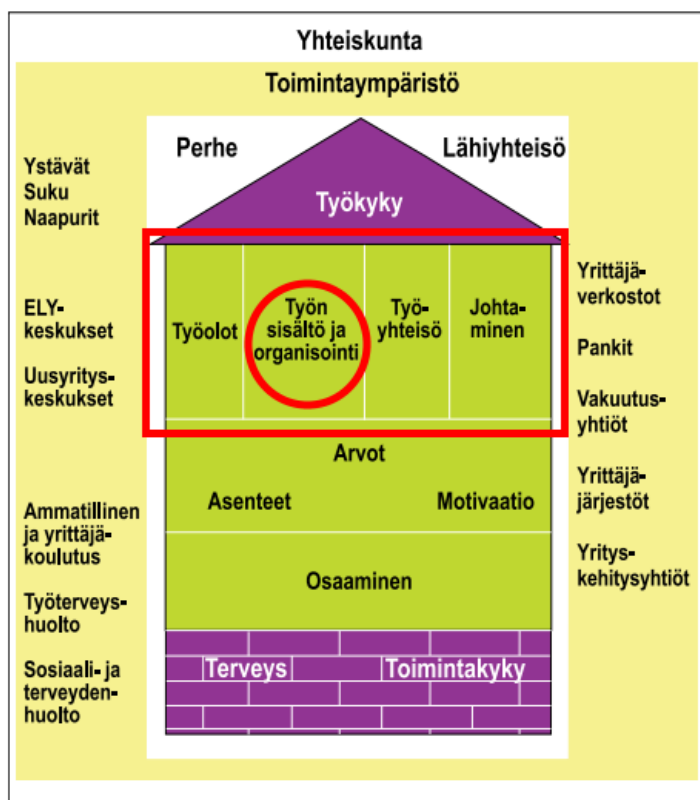 Yhteiskunta
Toimintaympäristö
Perhe
Lähiyhteisö
Ystävät
Suku
Naapurit
Työkyky
ELY-
keskukset
Uusyritys-
keskukset
Ammatillinen
ja yrittäjä-
koulutus
Työterveys-
huolto
Sosiaali- ja
terveyden-
huolto
Työolot
Työn
sisältö ja
organisointi
Työ-
yhteisö
Johta-
minen
Arvot
Asenteet
Motivaatio
Osaaminen
Terveys
Toimintakyky
Yrittäjä-
verkostot
Pankit
Vakuutus-
yhtiöt
Yrittäjä-
järjestöt
Yritys-
kehitysyhtiöt